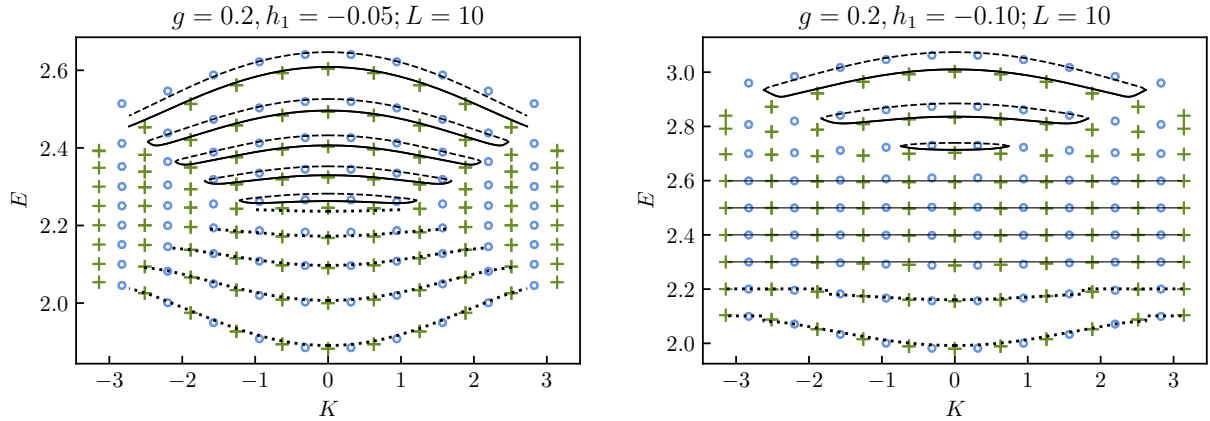 g = 0.2, h₁ = −0.05; L = 10
E
2.6
2.4
2.2
2.0
−3 −2 −1 0 1 2 3
K
g = 0.2, h₁ = −0.10; L = 10
E
3.0
2.8
2.6
2.4
2.2
2.0
−3 −2 −1 0 1 2 3
K